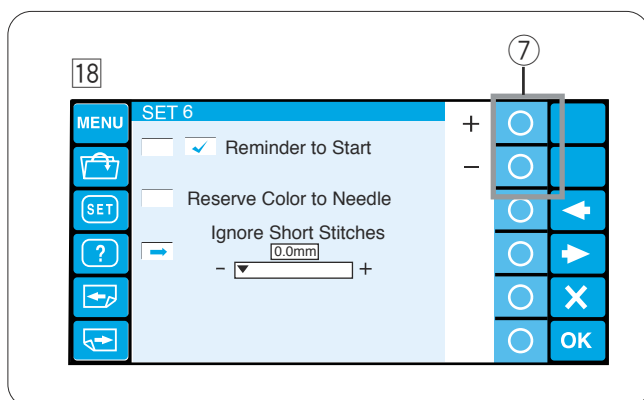 7
18
MENU
SET 6
+
Reminder to Start
−
Reserve Color to Needle
SET
Ignore Short Stitches
?
0.0mm
− +
OK